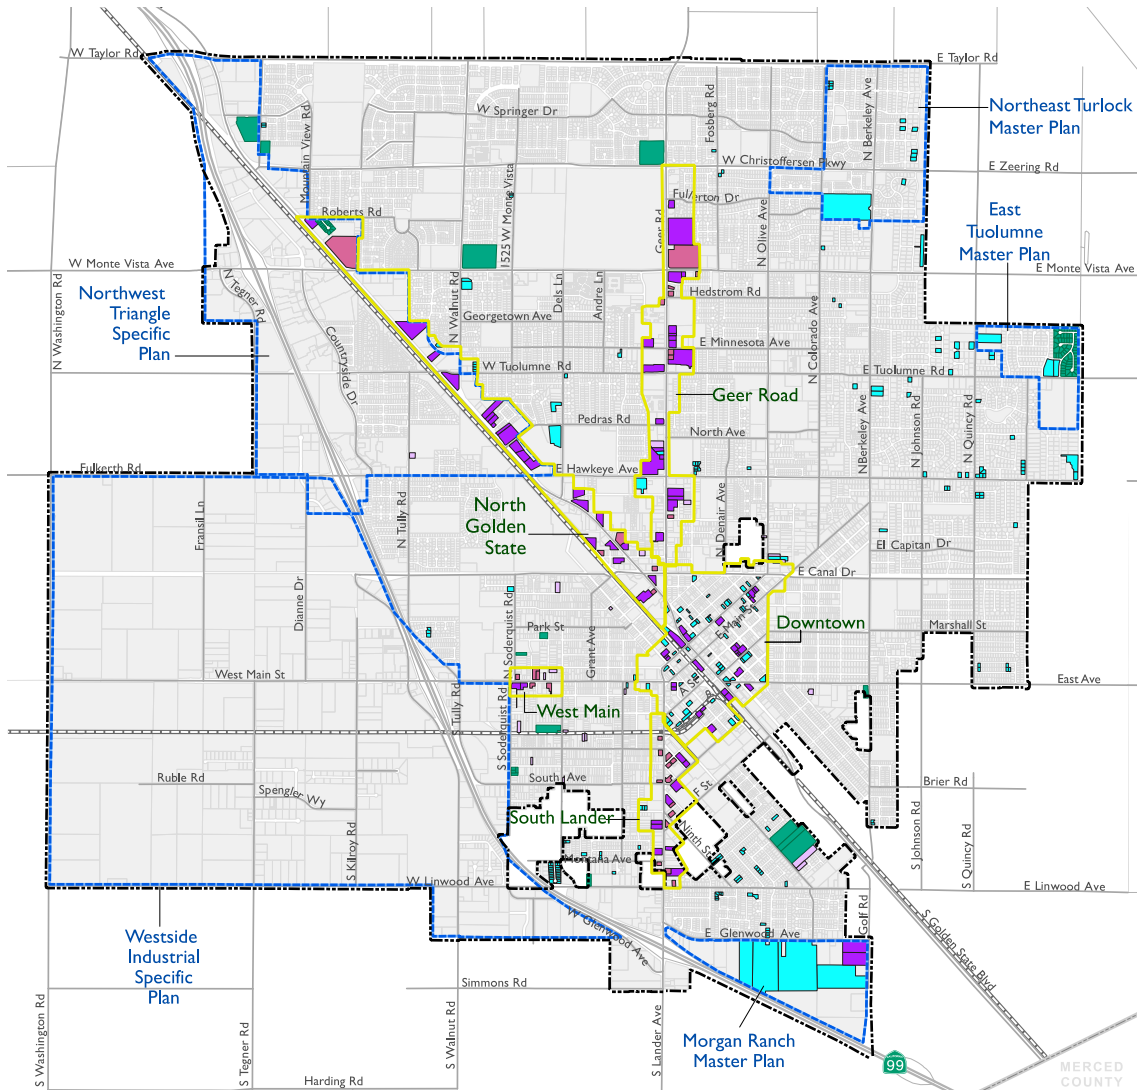 W Taylor Rd
E Taylor Rd
Northeast Turlock
Master Plan
W Springer Dr
Fosberg Rd
N Berkeley Ave
Mountain View Rd
W Christoffersen Pkwy
E Zeering Rd
1525 W Monte Vista
Fullerton Dr
Roberts Rd
Geer Rd
N Olive Ave
East
Tuolumne
Master Plan
W Monte Vista Ave
E Monte Vista Ave
N Tegner Rd
N Washington Rd
Northwest
Triangle
Specific
Plan
N Walnut Rd
Dels Ln
Andre Ln
Hedstrom Rd
Georgetown Ave
N Colorado Ave
Countryside Dr
E Minnesota Ave
W Tuolumne Rd
E Tuolumne Rd
Geer Road
Pedras Rd
North Ave
N Berkeley Ave
N Johnson Rd
N Quincy Rd
Fulkerth Rd
E Hawkeye Ave
North
Golden
State
Fransil Ln
N Tully Rd
N Denair Ave
El Capitan Dr
E Canal Dr
Dianne Dr
N Soderquist Rd
Park St
Grant Ave
E Main St
Downtown
Marshall St
West Main St
East Ave
A St
West Main
S Tully Rd
S Soderquist Rd
Ruble Rd
South Ave
Brier Rd
Spengler Wy
F St
South Lander
Ninth St
S Kilroy Rd
Montana Ave
S Johnson Rd
S Quincy Rd
W Linwood Ave
E Linwood Ave
W Glenwood Ave
E Glenwood Ave
Golf Rd
S Golden State Blvd
Westside
Industrial
Specific
Plan
Simmons Rd
S Washington Rd
S Tegner Rd
S Walnut Rd
S Lander Ave
Morgan Ranch
Master Plan
99
MERCED
COUNTY
Harding Rd